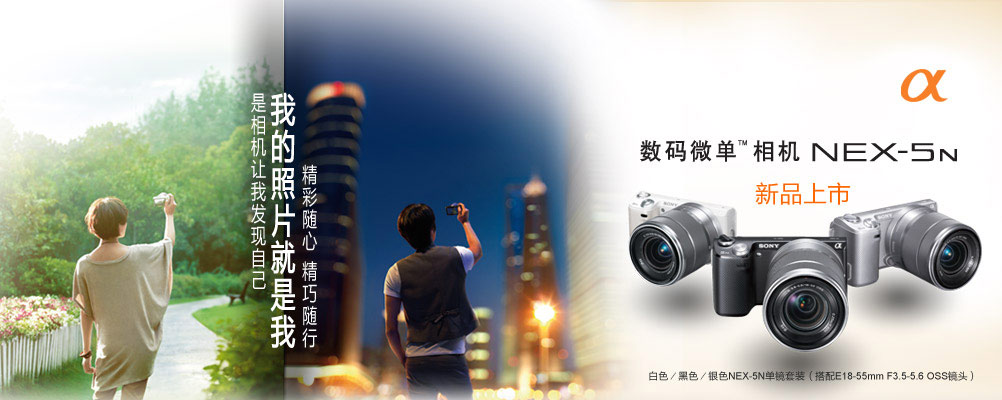 是相机让我发现自己
我的照片就是我
精彩随心 精巧随行
α
数码微单™相机 NEX-5N
新品上市
SONY
SONY
SONY
α
白色／黑色／银色NEX-5N单镜套装（搭配E18-55mm F3.5-5.6 OSS镜头）